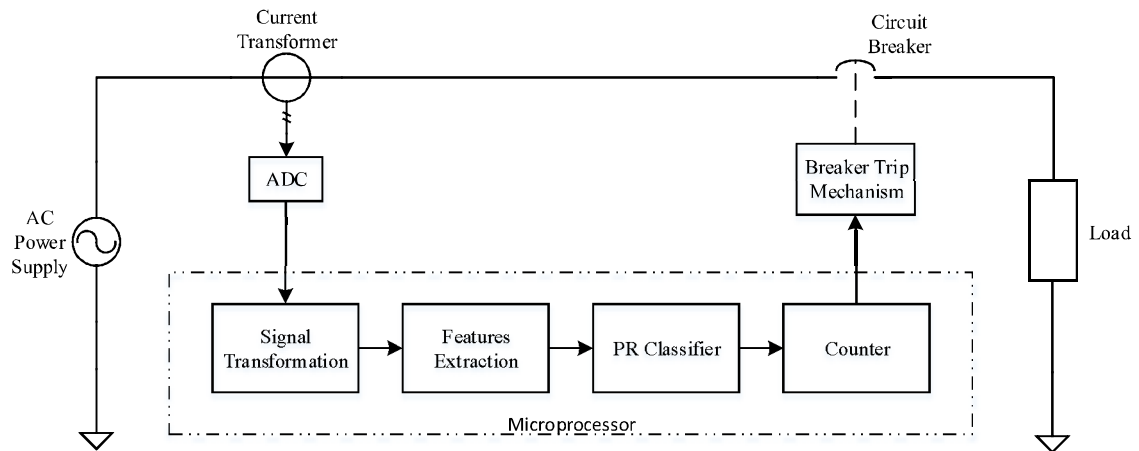 Current
Transformer
Circuit
Breaker
ADC
Breaker Trip
Mechanism
AC
Power
Supply
Load
Signal
Transformation
Features
Extraction
PR Classifier
Counter
Microprocessor